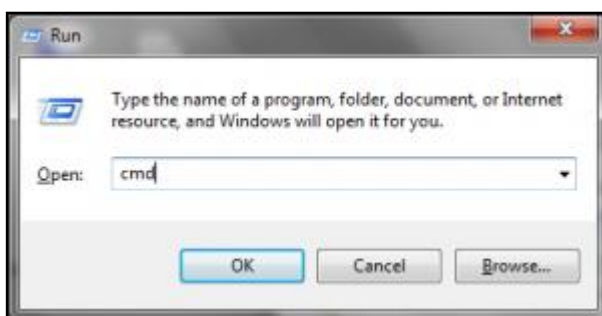 Run
Type the name of a program, folder, document, or Internet
resource, and Windows will open it for you.
Open: cmd
OK Cancel Browse...